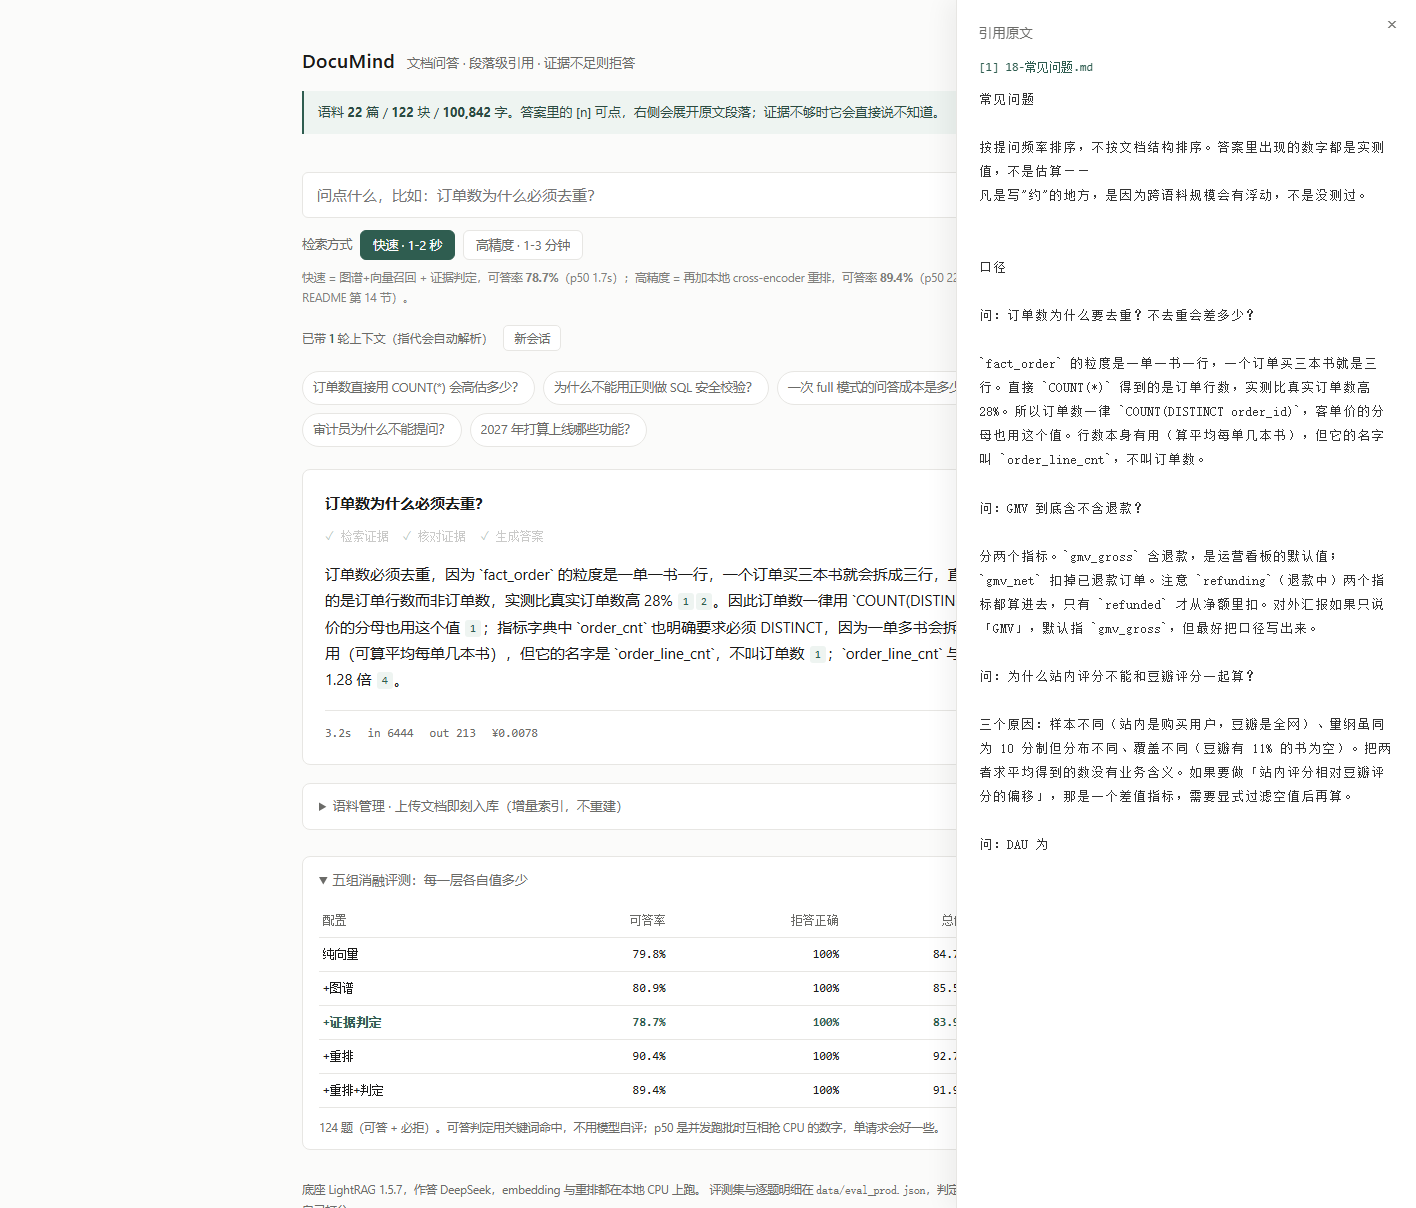 DocuMind 文档问答 · 段落级引用 · 证据不足则拒答
语料 22 篇 / 122 块 / 100,842 字。答案里的 [n] 可点，右侧会展开原文段落；证据不够时它会直接说不知道。
问点什么，比如：订单数为什么必须去重？
检索方式 快速 · 1-2 秒 高精度 · 1-3 分钟
快速 = 图谱+向量召回 + 证据判定，可答率 78.7%（p50 1.7s）；高精度 = 再加本地 cross-encoder 重排，可答率 89.4%（p50 22
README 第 14 节）。
已带 1 轮上下文（指代会自动解析） 新会话
订单数直接用 COUNT(*) 会高估多少？ 为什么不能用正则做 SQL 安全校验？ 一次 full 模式的问答成本是多少
审计员为什么不能提问？ 2027 年打算上线哪些功能？
订单数为什么必须去重？
✓ 检索证据 ✓ 核对证据 ✓ 生成答案
订单数必须去重，因为 `fact_order` 的粒度是一单一书一行，一个订单买三本书就会拆成三行，直
的是订单行数而非订单数，实测比真实订单数高 28% 1 2 。因此订单数一律用 `COUNT(DISTIN
价的分母也用这个值 1 ；指标字典中 `order_cnt` 也明确要求必须 DISTINCT，因为一单多书会拆
用（可算平均每单几本书），但它的名字是 `order_line_cnt`，不叫订单数 1 ；`order_line_cnt` 与
1.28 倍 4 。
3.2s in 6444 out 213 ¥0.0078
▶ 语料管理 · 上传文档即刻入库（增量索引，不重建）
▼ 五组消融评测：每一层各自值多少
配置 可答率 拒答正确 总
纯向量 79.8% 100% 84.7
+图谱 80.9% 100% 85.5
+证据判定 78.7% 100% 83.9
+重排 90.4% 100% 92.7
+重排+判定 89.4% 100% 91.9
124 题（可答 + 必拒）。可答判定用关键词命中，不用模型自评；p50 是并发跑批时互相抢 CPU 的数字，单请求会好一些。
底座 LightRAG 1.5.7，作答 DeepSeek，embedding 与重排都在本地 CPU 上跑。 评测集与逐题明细在 data/eval_prod.json，判定
引用原文 ×
[1] 18-常见问题.md
常见问题
按提问频率排序，不按文档结构排序。答案里出现的数字都是实测
值，不是估算——
凡是写"约"的地方，是因为跨语料规模会有浮动，不是没测过。
口径
问：订单数为什么要去重？不去重会差多少？
`fact_order` 的粒度是一单一书一行，一个订单买三本书就是三
行。直接 `COUNT(*)` 得到的是订单行数，实测比真实订单数高
28%。所以订单数一律 `COUNT(DISTINCT order_id)`，客单价的分
母也用这个值。行数本身有用（算平均每单几本书），但它的名字
叫 `order_line_cnt`，不叫订单数。
问：GMV 到底含不含退款？
分两个指标。`gmv_gross` 含退款，是运营看板的默认值；
`gmv_net` 扣掉已退款订单。注意 `refunding`（退款中）两个指
标都算进去，只有 `refunded` 才从净额里扣。对外汇报如果只说
「GMV」，默认指 `gmv_gross`，但最好把口径写出来。
问：为什么站内评分不能和豆瓣评分一起算？
三个原因：样本不同（站内是购买用户，豆瓣是全网）、量纲虽同
为 10 分制但分布不同、覆盖不同（豆瓣有 11% 的书为空）。把两
者求平均得到的数没有业务含义。如果要做「站内评分相对豆瓣评
分的偏移」，那是一个差值指标，需要显式过滤空值后再算。
问：DAU 为